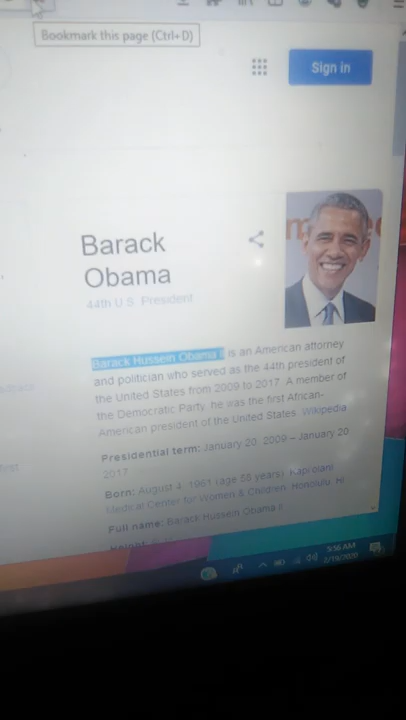 Bookmark this page (Ctrl+D)
Sign in
Barack
Obama
44th U.S. President
Barack Hussein Obama II is an American attorney
and politician who served as the 44th president of
the United States from 2009 to 2017. A member of
the Democratic Party, he was the first African-
American president of the United States. Wikipedia
Presidential term: January 20, 2009 – January 20,
2017
Born: August 4, 1961 (age 58 years), Kapiolani
Medical Center for Women & Children, Honolulu, HI
Full name: Barack Hussein Obama II
Height:
5:56 AM
2/19/2020